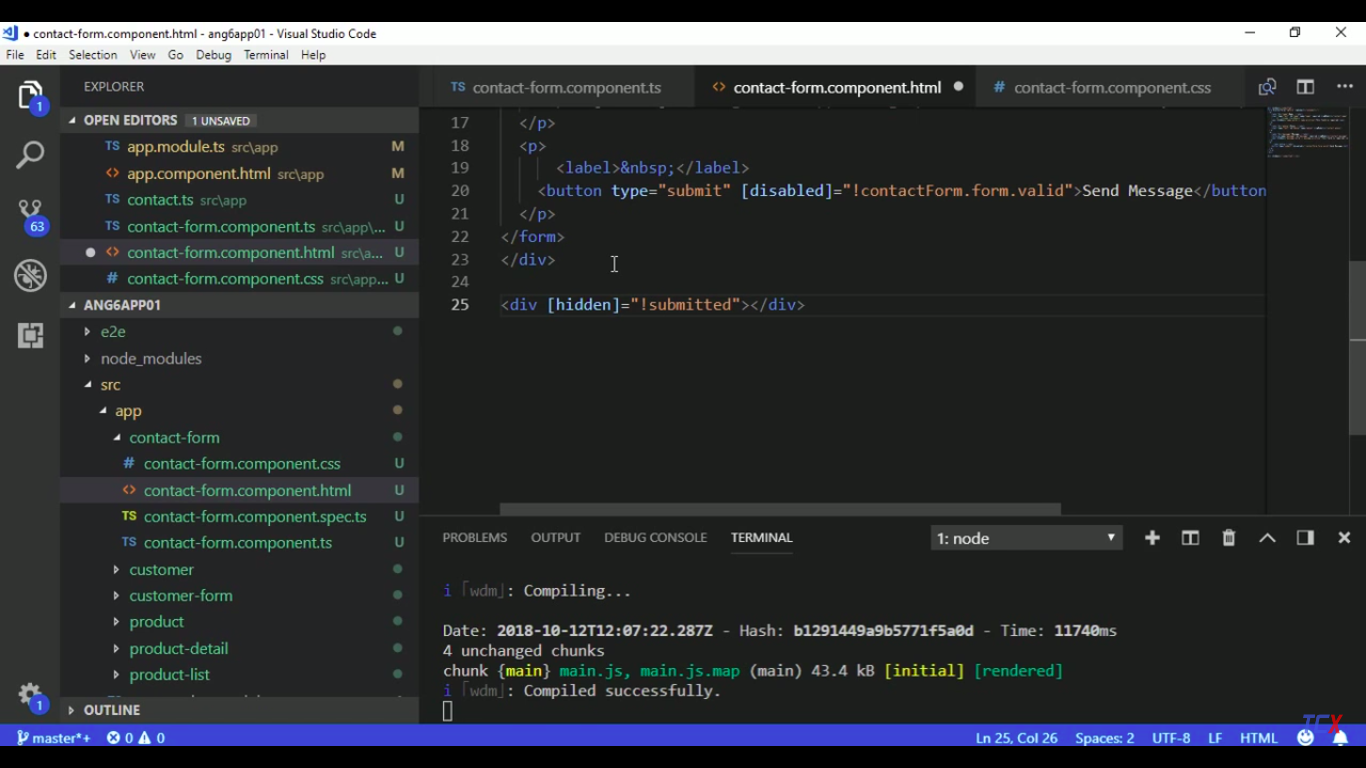 ● contact-form.component.html - ang6app01 - Visual Studio Code
File Edit Selection View Go Debug Terminal Help
1
63
1
EXPLORER
OPEN EDITORS 1 UNSAVED
TS app.module.ts src\app M
<> app.component.html src\app M
TS contact.ts src\app U
TS contact-form.component.ts src\app\... U
● <> contact-form.component.html src\a... U
# contact-form.component.css src\app... U
ANG6APP01
e2e
node_modules
src
app
contact-form
# contact-form.component.css U
<> contact-form.component.html U
TS contact-form.component.spec.ts U
TS contact-form.component.ts U
customer
customer-form
product
product-detail
product-list
OUTLINE
TS contact-form.component.ts <> contact-form.component.html ● # contact-form.component.css
17 </p>
18 <p>
19 <label>&nbsp;</label>
20 <button type="submit" [disabled]="!contactForm.form.valid">Send Message</button
21 </p>
22 </form>
23 </div>
24
25 <div [hidden]="!submitted"></div>
PROBLEMS OUTPUT DEBUG CONSOLE TERMINAL 1: node
i 「wdm」: Compiling...
Date: 2018-10-12T12:07:22.287Z - Hash: b1291449a9b5771f5a0d - Time: 11740ms
4 unchanged chunks
chunk {main} main.js, main.js.map (main) 43.4 kB [initial] [rendered]
i 「wdm」: Compiled successfully.
TCX
master*+ 0 0 Ln 25, Col 26 Spaces: 2 UTF-8 LF HTML